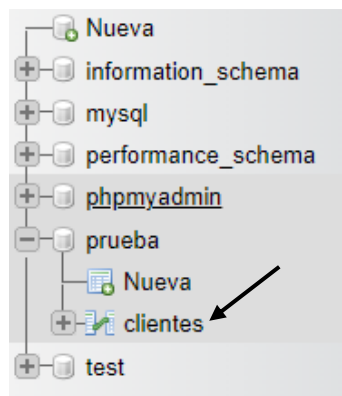 Nueva
information_schema
mysql
performance_schema
phpmyadmin
prueba
Nueva
clientes
test